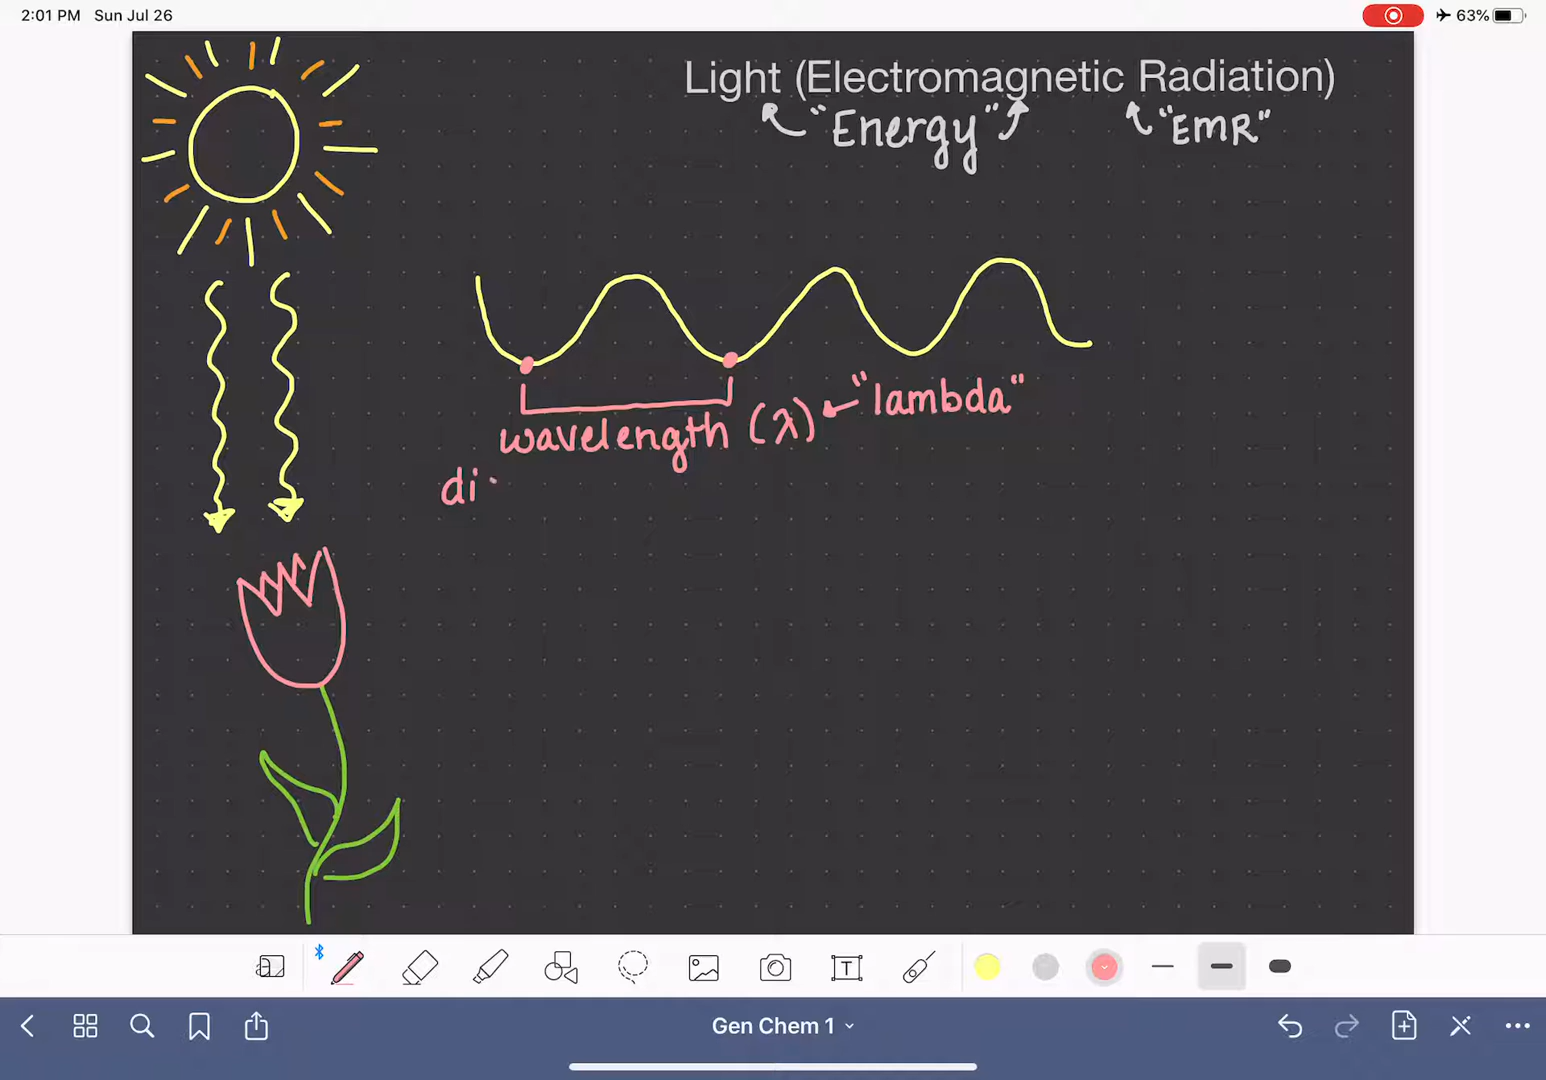 2:01 PM Sun Jul 26
63%
Light (Electromagnetic Radiation)
"Energy" "EMR"
"lambda"
wavelength (λ)
di
T
Gen Chem 1